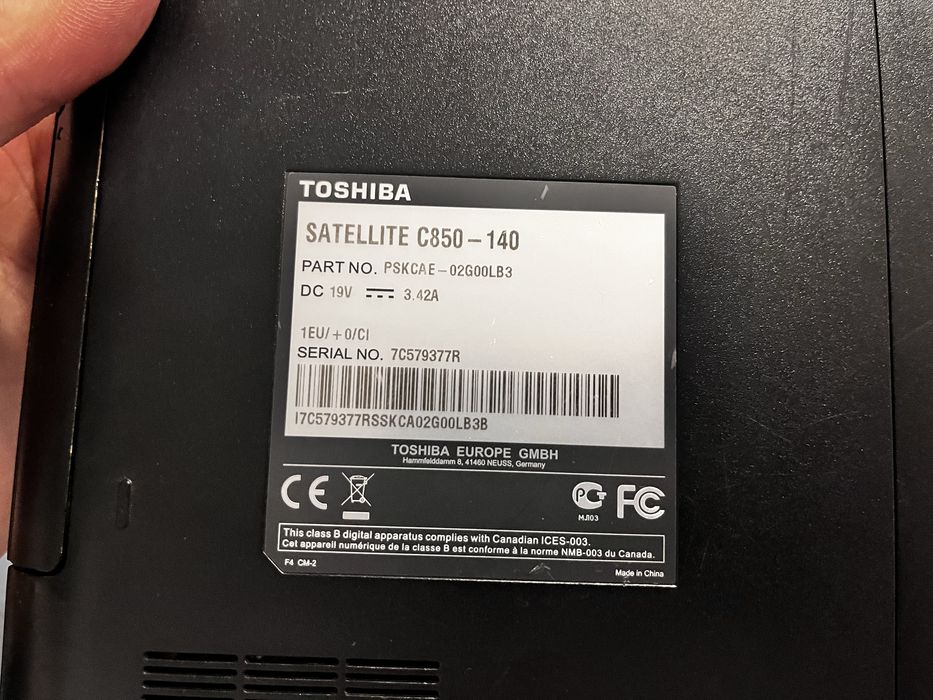 TOSHIBA
SATELLITE C850-140
PART NO. PSKCAE-02G00LB3
DC 19V 3.42A
1EU/+0/CI
SERIAL NO. 7C579377R
I7C579377RSSKCA02G00LB3B
TOSHIBA EUROPE GMBH
Hammfelddamm 8, 41460 NEUSS, Germany
CE PCT FC
МЛ03
This class B digital apparatus complies with Canadian ICES-003.
Cet appareil numérique de la classe B est conforme à la norme NMB-003 du Canada.
F4 CM-2 Made in China